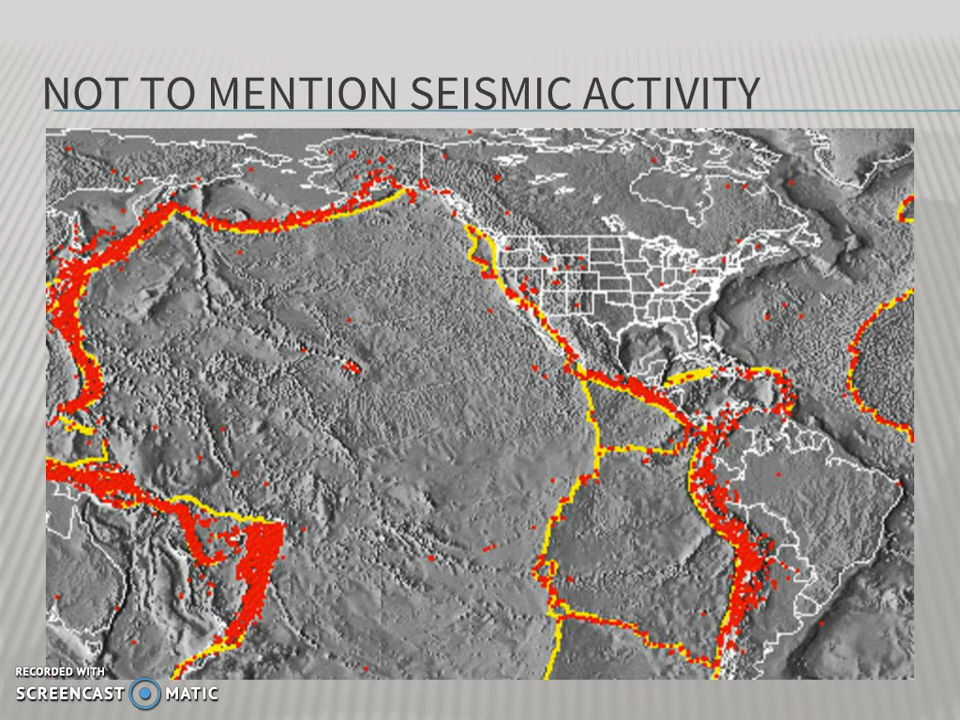 NOT TO MENTION SEISMIC ACTIVITY
RECORDED WITH
SCREENCAST MATIC